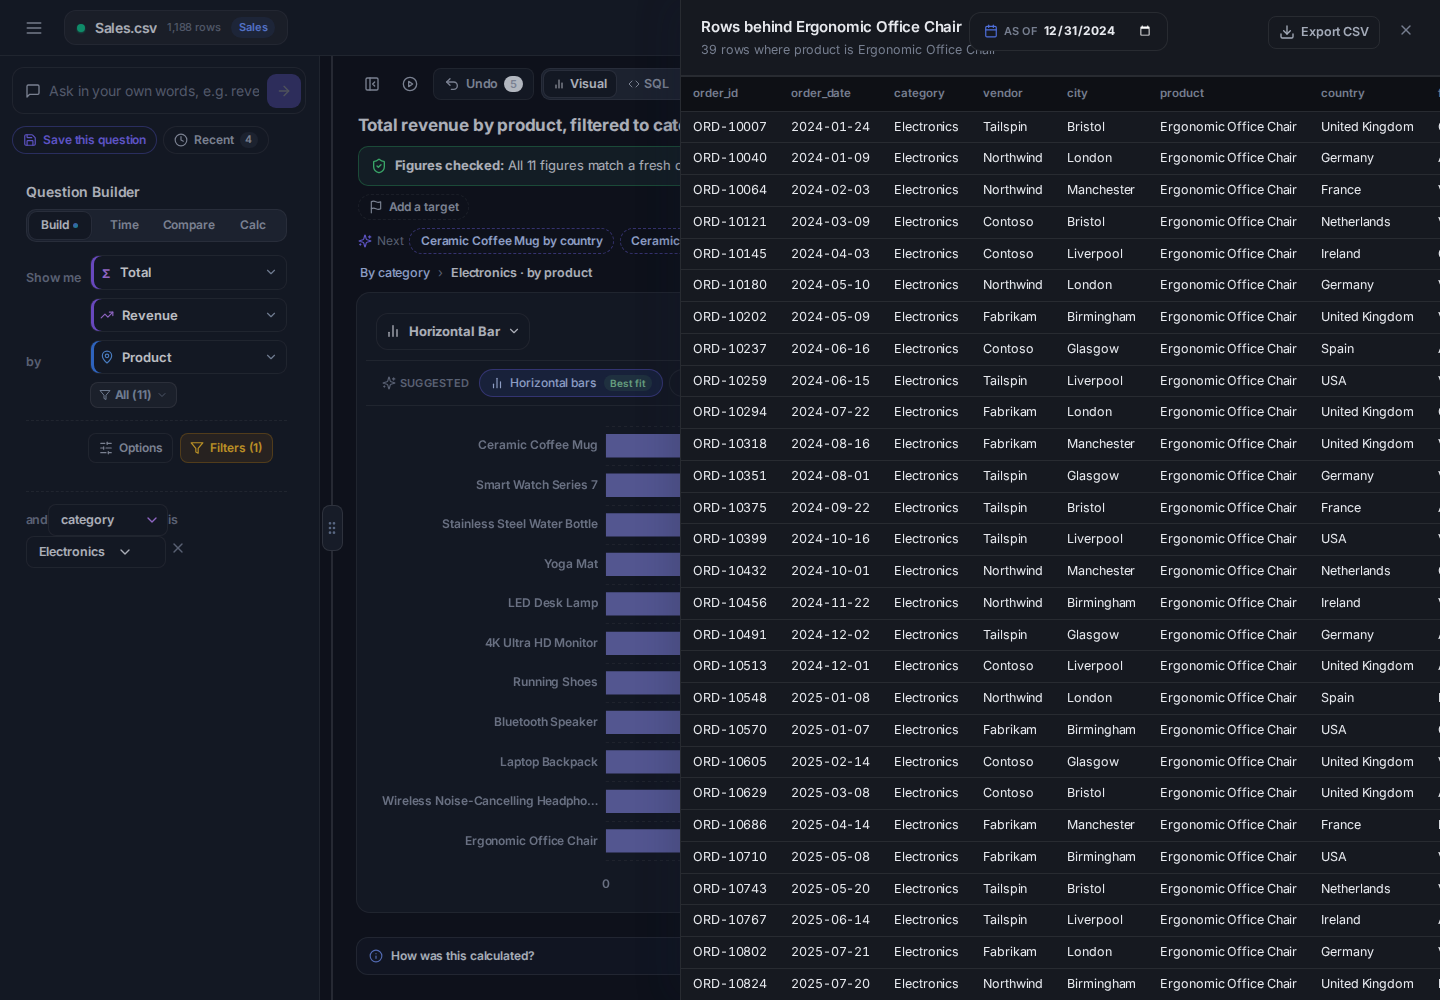 Sales.csv 1,188 rows Sales
Ask in your own words, e.g. reve
Save this question Recent 4
Question Builder
Build Time Compare Calc
Show me Σ Total
Revenue
by Product
All (11)
Options Filters (1)
and category is
Electronics
Undo 5 Visual SQL
Total revenue by product, filtered to cat
Figures checked: All 11 figures match a fresh
Add a target
Next Ceramic Coffee Mug by country Ceramic
By category › Electronics · by product
Horizontal Bar
SUGGESTED Horizontal bars Best fit
Ceramic Coffee Mug
Smart Watch Series 7
Stainless Steel Water Bottle
Yoga Mat
LED Desk Lamp
4K Ultra HD Monitor
Running Shoes
Bluetooth Speaker
Laptop Backpack
Wireless Noise-Cancelling Headpho...
Ergonomic Office Chair
0
How was this calculated?
Rows behind Ergonomic Office Chair AS OF 12/31/2024 Export CSV
39 rows where product is Ergonomic Office Chair
order_id order_date category vendor city product country
ORD-10007 2024-01-24 Electronics Tailspin Bristol Ergonomic Office Chair United Kingdom
ORD-10040 2024-01-09 Electronics Northwind London Ergonomic Office Chair Germany
ORD-10064 2024-02-03 Electronics Northwind Manchester Ergonomic Office Chair France
ORD-10121 2024-03-09 Electronics Contoso Bristol Ergonomic Office Chair Netherlands
ORD-10145 2024-04-03 Electronics Contoso Liverpool Ergonomic Office Chair Ireland
ORD-10180 2024-05-10 Electronics Northwind London Ergonomic Office Chair Germany
ORD-10202 2024-05-09 Electronics Fabrikam Birmingham Ergonomic Office Chair United Kingdom
ORD-10237 2024-06-16 Electronics Contoso Glasgow Ergonomic Office Chair Spain
ORD-10259 2024-06-15 Electronics Tailspin Liverpool Ergonomic Office Chair USA
ORD-10294 2024-07-22 Electronics Fabrikam London Ergonomic Office Chair United Kingdom
ORD-10318 2024-08-16 Electronics Fabrikam Manchester Ergonomic Office Chair United Kingdom
ORD-10351 2024-08-01 Electronics Tailspin Glasgow Ergonomic Office Chair Germany
ORD-10375 2024-09-22 Electronics Tailspin Bristol Ergonomic Office Chair France
ORD-10399 2024-10-16 Electronics Tailspin Liverpool Ergonomic Office Chair USA
ORD-10432 2024-10-01 Electronics Northwind Manchester Ergonomic Office Chair Netherlands
ORD-10456 2024-11-22 Electronics Northwind Birmingham Ergonomic Office Chair Ireland
ORD-10491 2024-12-02 Electronics Tailspin Glasgow Ergonomic Office Chair Germany
ORD-10513 2024-12-01 Electronics Contoso Liverpool Ergonomic Office Chair United Kingdom
ORD-10548 2025-01-08 Electronics Northwind London Ergonomic Office Chair Spain
ORD-10570 2025-01-07 Electronics Fabrikam Birmingham Ergonomic Office Chair USA
ORD-10605 2025-02-14 Electronics Contoso Glasgow Ergonomic Office Chair United Kingdom
ORD-10629 2025-03-08 Electronics Contoso Bristol Ergonomic Office Chair United Kingdom
ORD-10686 2025-04-14 Electronics Fabrikam Manchester Ergonomic Office Chair France
ORD-10710 2025-05-08 Electronics Fabrikam Birmingham Ergonomic Office Chair USA
ORD-10743 2025-05-20 Electronics Tailspin Bristol Ergonomic Office Chair Netherlands
ORD-10767 2025-06-14 Electronics Tailspin Liverpool Ergonomic Office Chair Ireland
ORD-10802 2025-07-21 Electronics Fabrikam London Ergonomic Office Chair Germany
ORD-10824 2025-07-20 Electronics Northwind Birmingham Ergonomic Office Chair United Kingdom